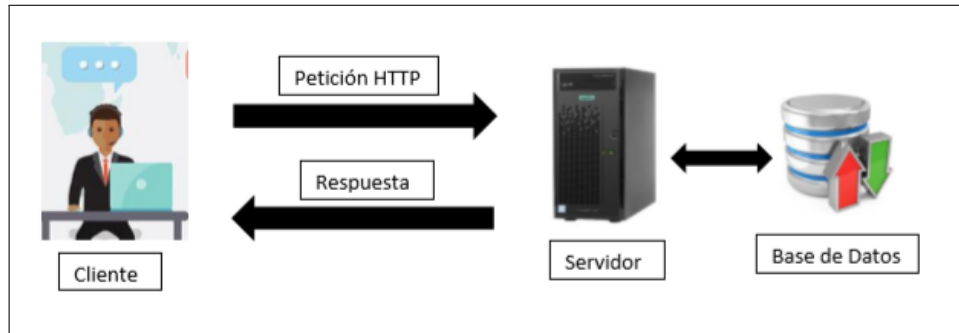 Petición HTTP
Respuesta
Cliente
Servidor
Base de Datos